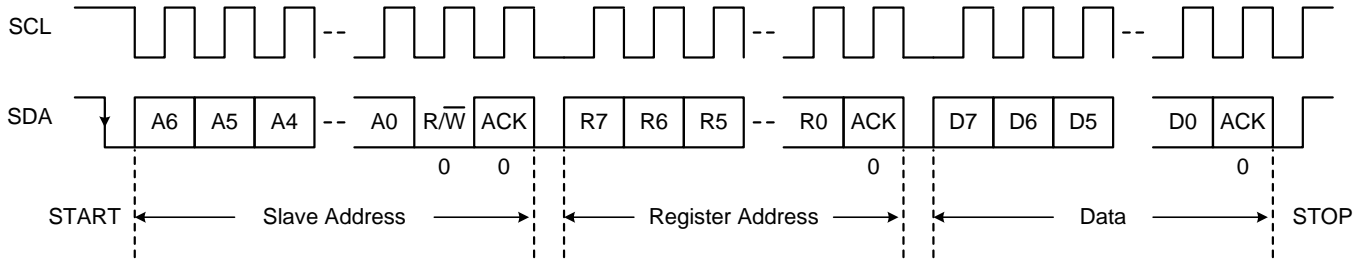 SCL
SDA A6 A5 A4 -- A0 R/W̅ ACK R7 R6 R5 -- R0 ACK D7 D6 D5 -- D0 ACK
0 0 0 0
START Slave Address Register Address Data STOP